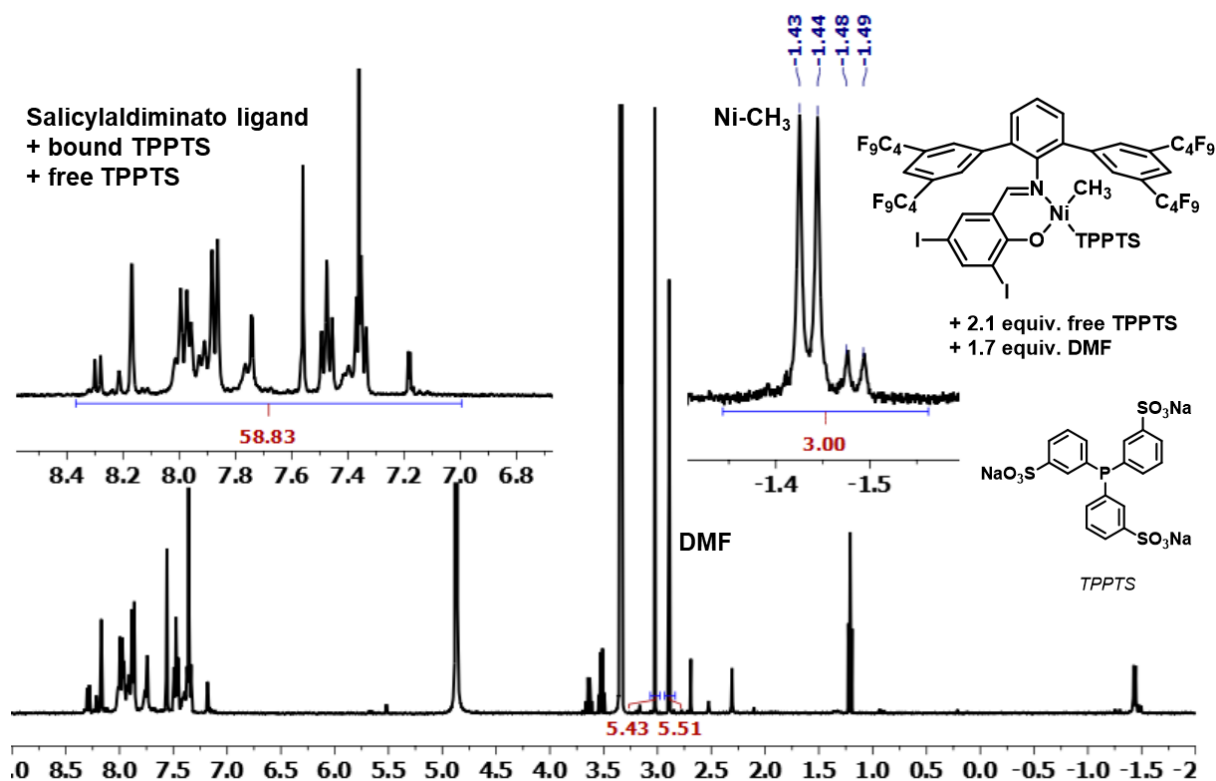 -1.43
-1.44
-1.48
-1.49
Salicylaldiminato ligand
+ bound TPPTS
+ free TPPTS
Ni-CH3
F9C4
C4F9
F9C4
C4F9
N
CH3
Ni
O
TPPTS
I
I
+ 2.1 equiv. free TPPTS
+ 1.7 equiv. DMF
58.83
8.4 8.2 8.0 7.8 7.6 7.4 7.2 7.0 6.8
3.00
-1.4 -1.5
SO3Na
NaO3S
P
SO3Na
TPPTS
DMF
5.43 5.51
.0 8.5 8.0 7.5 7.0 6.5 6.0 5.5 5.0 4.5 4.0 3.5 3.0 2.5 2.0 1.5 1.0 0.5 0.0 -0.5 -1.0 -1.5 -2